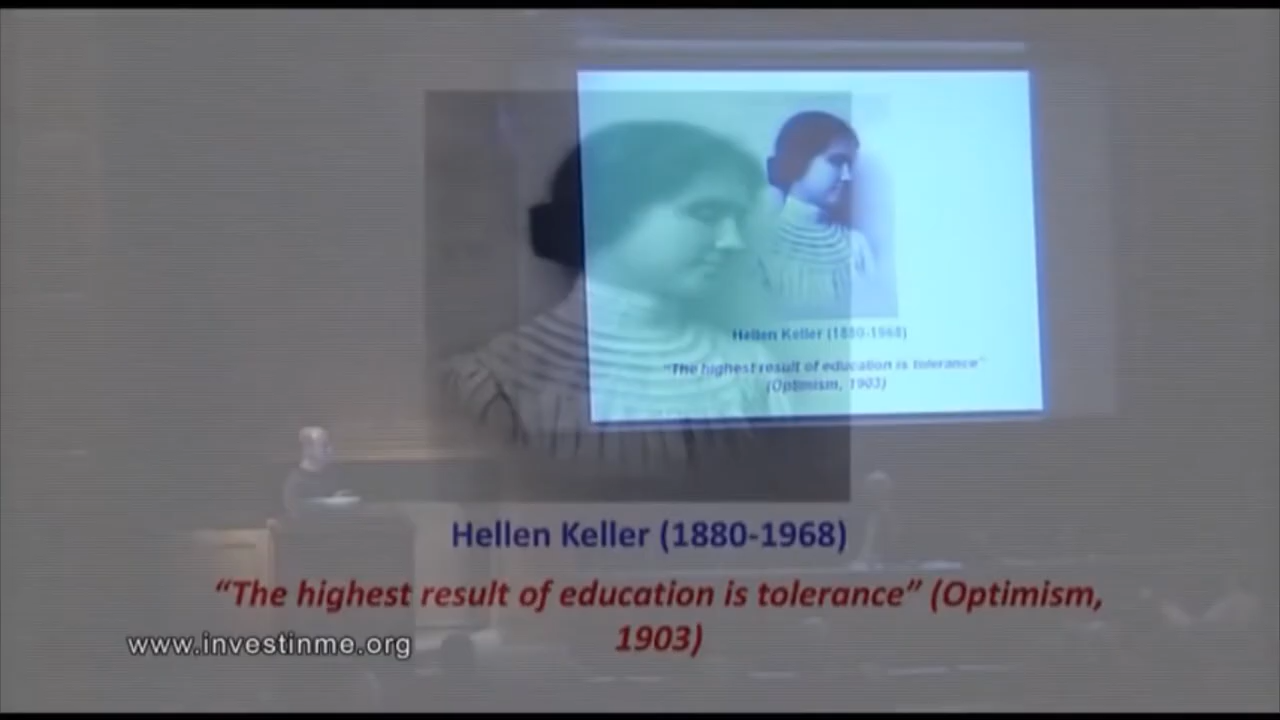 Hellen Keller (1880-1968)
"The highest result of education is tolerance"
(Optimism, 1903)
Hellen Keller (1880-1968)
“The highest result of education is tolerance” (Optimism,
1903)
www.investinme.org